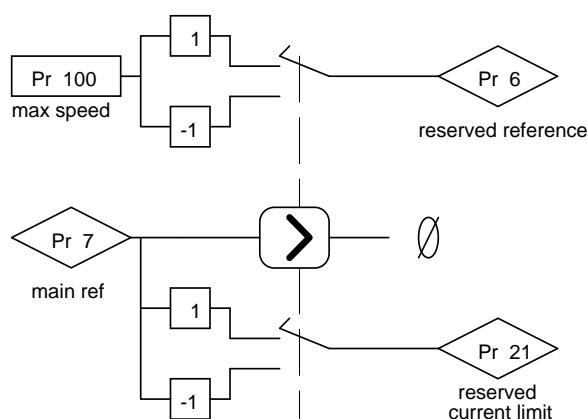 1
Pr 100
Pr 6
max speed
-1
reserved reference
Pr 7
0
main ref
1
Pr 21
-1
reserved
current limit